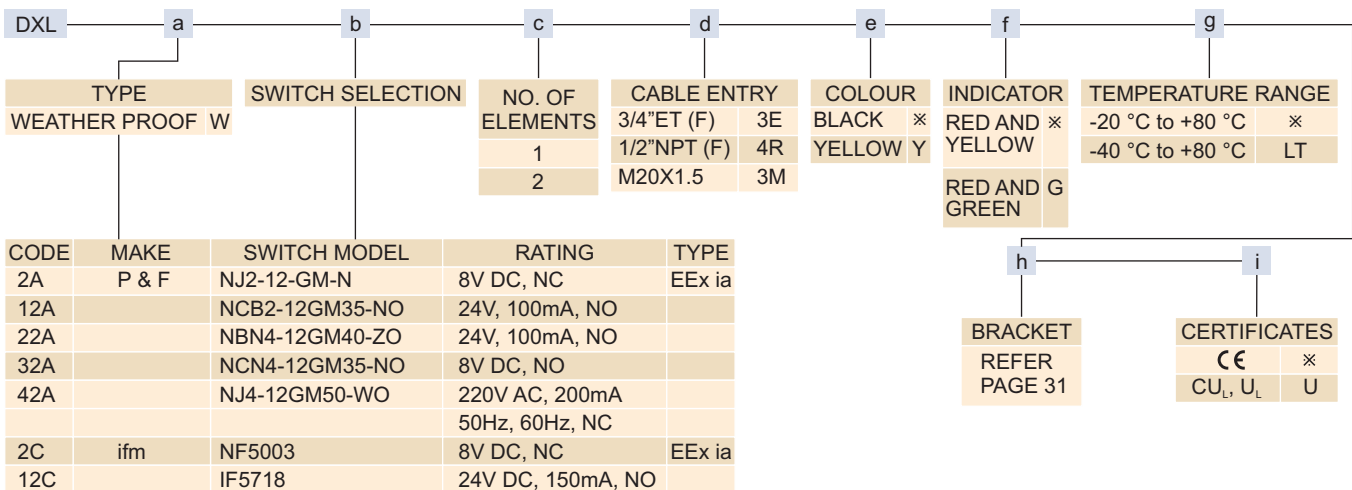 DXL a b c d e f g
TYPE
WEATHER PROOF W
SWITCH SELECTION
NO. OF
ELEMENTS
1
2
CABLE ENTRY
3/4”ET (F) 3E
1/2”NPT (F) 4R
M20X1.5 3M
COLOUR
BLACK ※
YELLOW Y
INDICATOR
RED AND ※
YELLOW
RED AND G
GREEN
TEMPERATURE RANGE
-20 °C to +80 °C ※
-40 °C to +80 °C LT
CODE MAKE SWITCH MODEL RATING TYPE
2A P & F NJ2-12-GM-N 8V DC, NC EEx ia
12A NCB2-12GM35-NO 24V, 100mA, NO
22A NBN4-12GM40-ZO 24V, 100mA, NO
32A NCN4-12GM35-NO 8V DC, NO
42A NJ4-12GM50-WO 220V AC, 200mA
50Hz, 60Hz, NC
2C ifm NF5003 8V DC, NC EEx ia
12C IF5718 24V DC, 150mA, NO
h i
BRACKET
REFER
PAGE 31
CERTIFICATES
CE ※
CUL, UL U